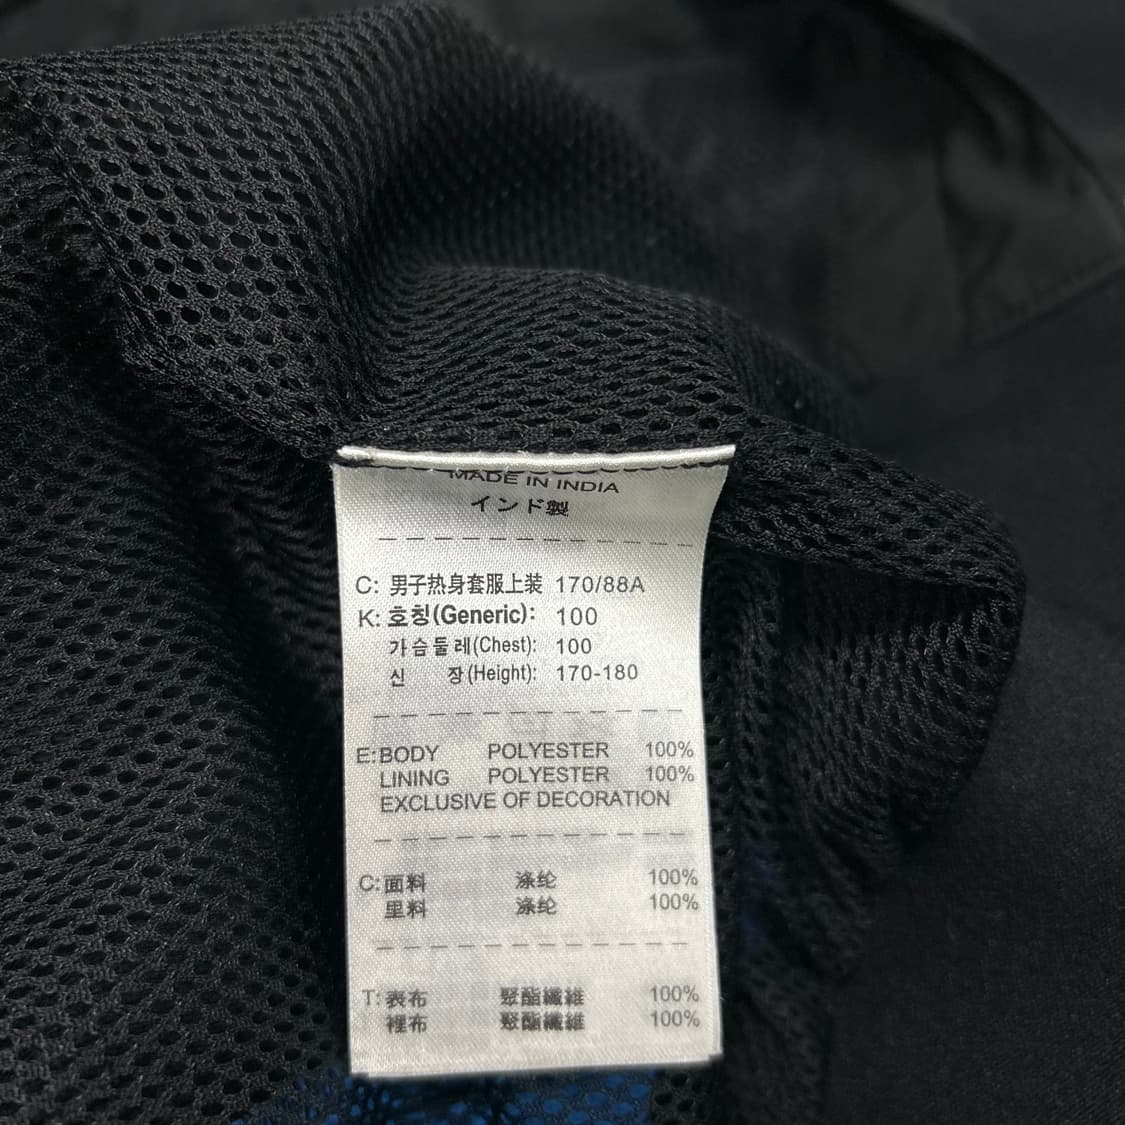 MADE IN INDIA
インド製
C: 男子热身套服上装 170/88A
K: 호칭(Generic): 100
가슴둘레(Chest): 100
신 장(Height): 170-180
E: BODY POLYESTER 100%
LINING POLYESTER 100%
EXCLUSIVE OF DECORATION
C: 面料 涤纶 100%
里料 涤纶 100%
T: 表布 聚酯纖維 100%
裡布 聚酯纖維 100%